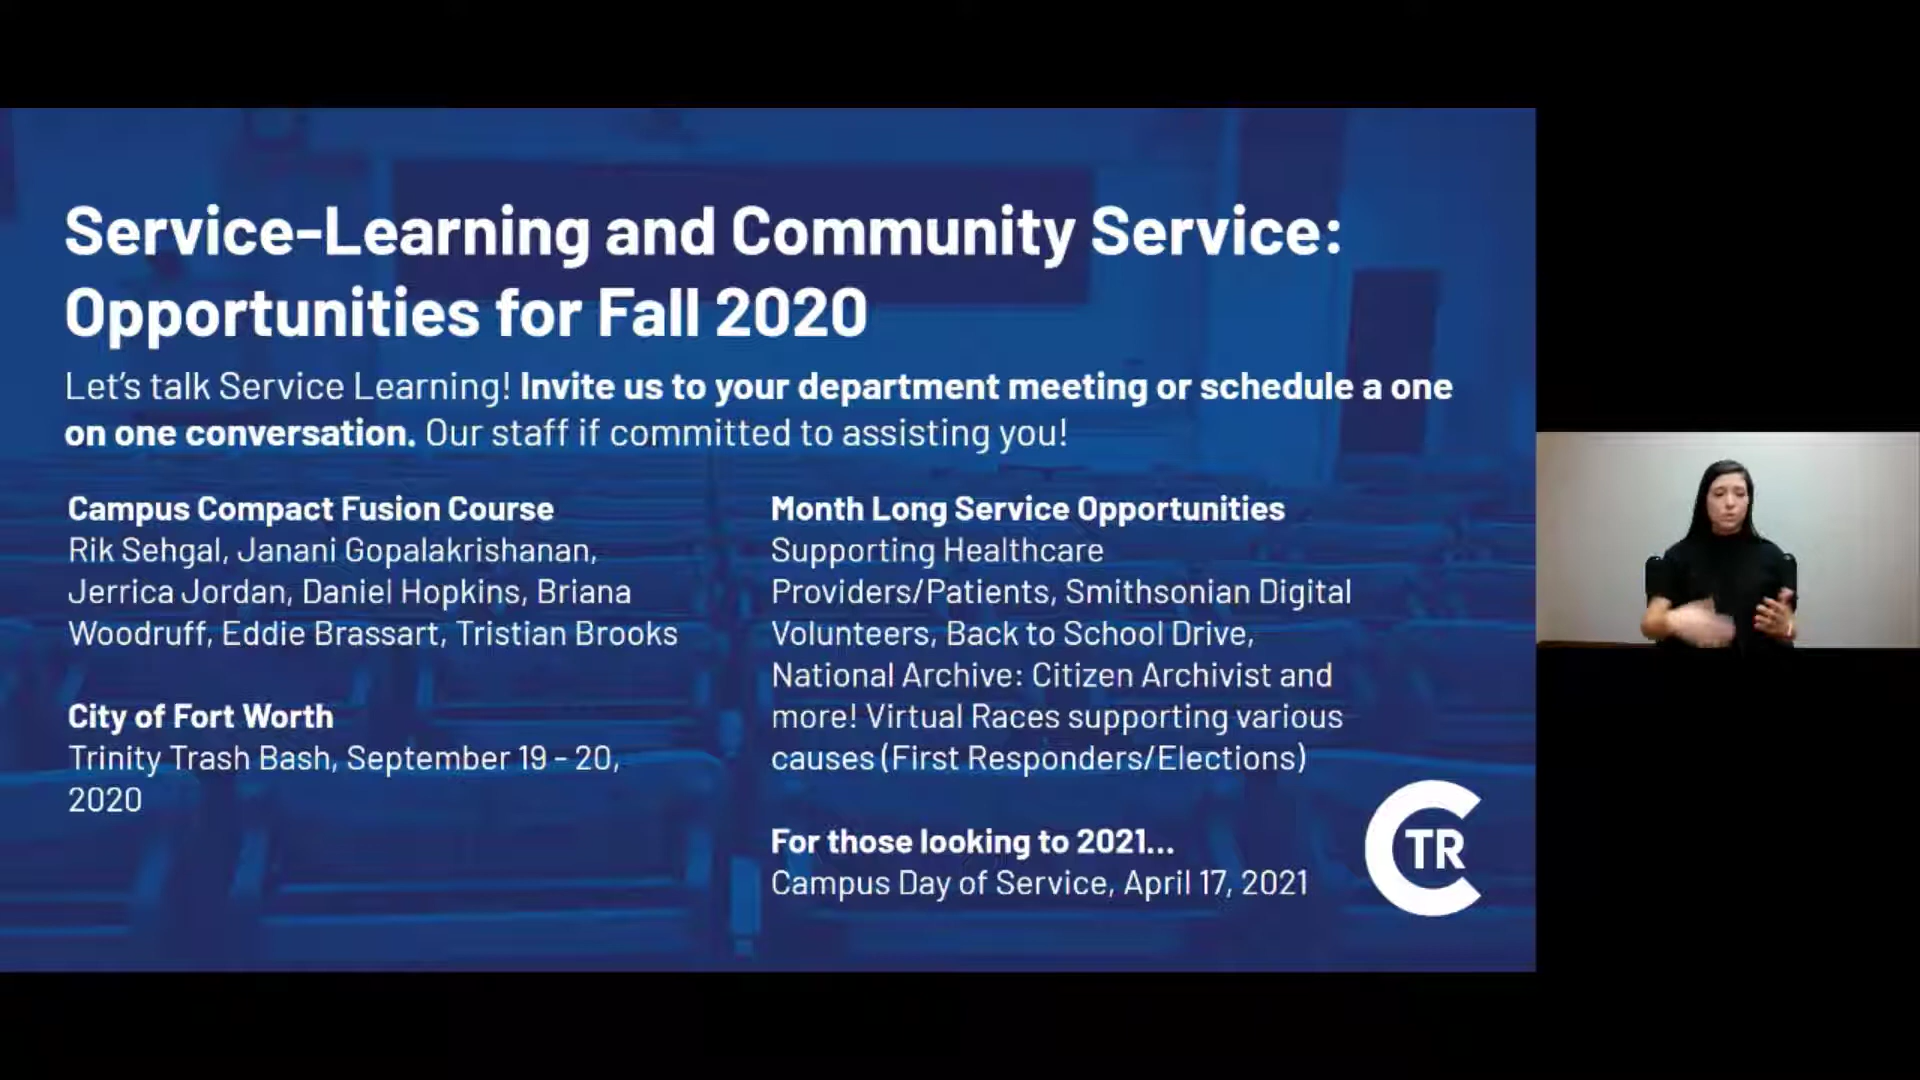 Service-Learning and Community Service:
Opportunities for Fall 2020
Let's talk Service Learning! Invite us to your department meeting or schedule a one
on one conversation. Our staff if committed to assisting you!
Campus Compact Fusion Course
Rik Sehgal, Janani Gopalakrishanan,
Jerrica Jordan, Daniel Hopkins, Briana
Woodruff, Eddie Brassart, Tristian Brooks
City of Fort Worth
Trinity Trash Bash, September 19 - 20,
2020
Month Long Service Opportunities
Supporting Healthcare
Providers/Patients, Smithsonian Digital
Volunteers, Back to School Drive,
National Archive: Citizen Archivist and
more! Virtual Races supporting various
causes (First Responders/Elections)
For those looking to 2021...
Campus Day of Service, April 17, 2021
CTR